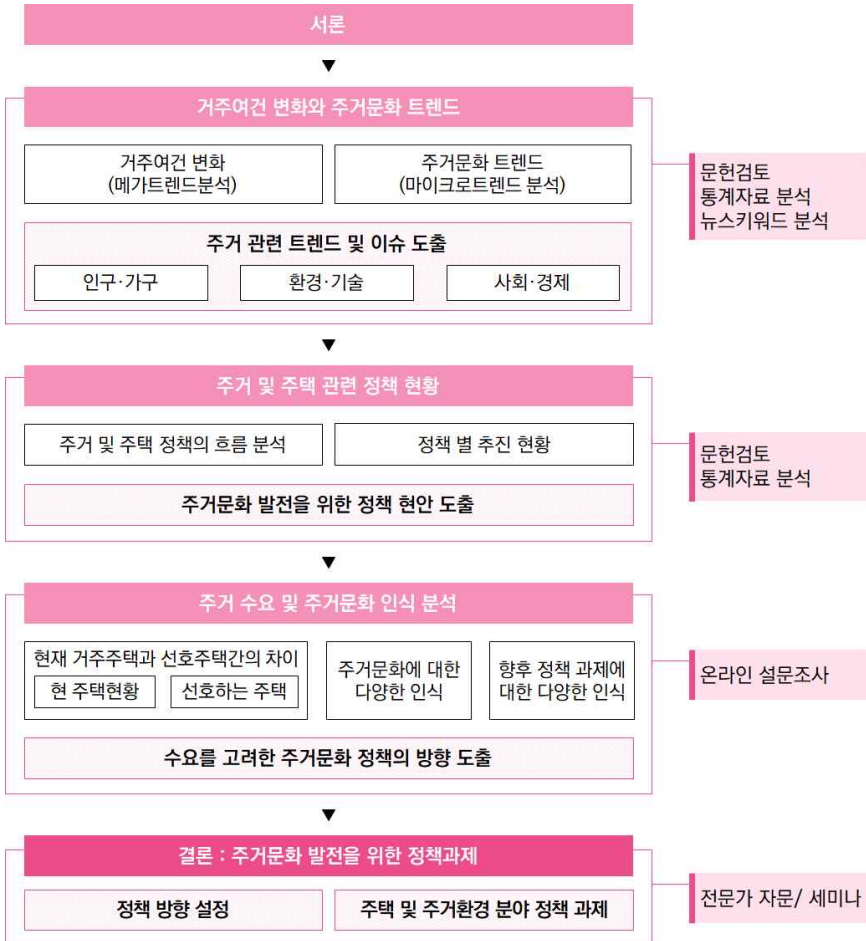 서론
▼
거주여건 변화와 주거문화 트렌드
거주여건 변화
(메가트렌드분석)
주거문화 트렌드
(마이크로트렌드 분석)
주거 관련 트렌드 및 이슈 도출
인구·가구
환경·기술
사회·경제
문헌검토
통계자료 분석
뉴스키워드 분석
▼
주거 및 주택 관련 정책 현황
주거 및 주택 정책의 흐름 분석
정책 별 추진 현황
주거문화 발전을 위한 정책 현안 도출
문헌검토
통계자료 분석
▼
주거 수요 및 주거문화 인식 분석
현재 거주주택과 선호주택간의 차이
현 주택현황
선호하는 주택
주거문화에 대한
다양한 인식
향후 정책 과제에
대한 다양한 인식
수요를 고려한 주거문화 정책의 방향 도출
온라인 설문조사
▼
결론 : 주거문화 발전을 위한 정책과제
정책 방향 설정
주택 및 주거환경 분야 정책 과제
전문가 자문/ 세미나